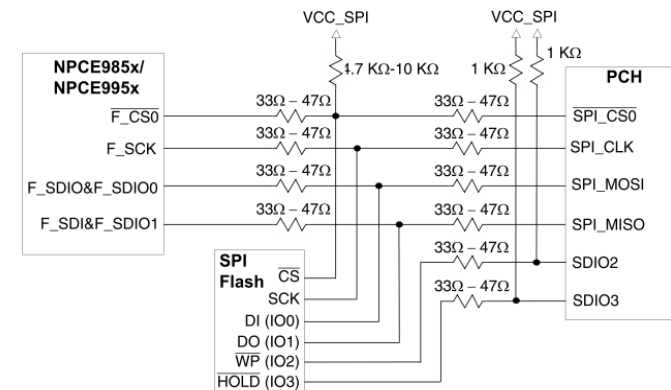 VCC_SPI VCC_SPI
4.7 KΩ-10 KΩ 1 KΩ 1 KΩ
NPCE985x/
NPCE995x
PCH
33Ω – 47Ω 33Ω – 47Ω
F_CS0 SPI_CS0
33Ω – 47Ω 33Ω – 47Ω
F_SCK SPI_CLK
33Ω – 47Ω 33Ω – 47Ω
F_SDIO&F_SDIO0 SPI_MOSI
33Ω – 47Ω 33Ω – 47Ω
F_SDI&F_SDIO1 SPI_MISO
33Ω – 47Ω
SDIO2
33Ω – 47Ω
SDIO3
SPI
Flash
CS
SCK
DI (IO0)
DO (IO1)
WP (IO2)
HOLD (IO3)